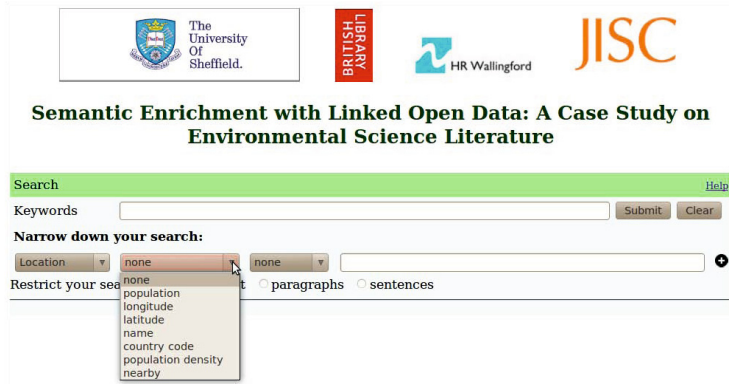 The
University
Of
Sheffield.
BRITISH
LIBRARY
HR Wallingford
JISC
Semantic Enrichment with Linked Open Data: A Case Study on
Environmental Science Literature
Search Help
Keywords Submit Clear
Narrow down your search:
Location none none
none
Restrict your sea t paragraphs sentences
population
longitude
latitude
name
country code
population density
nearby